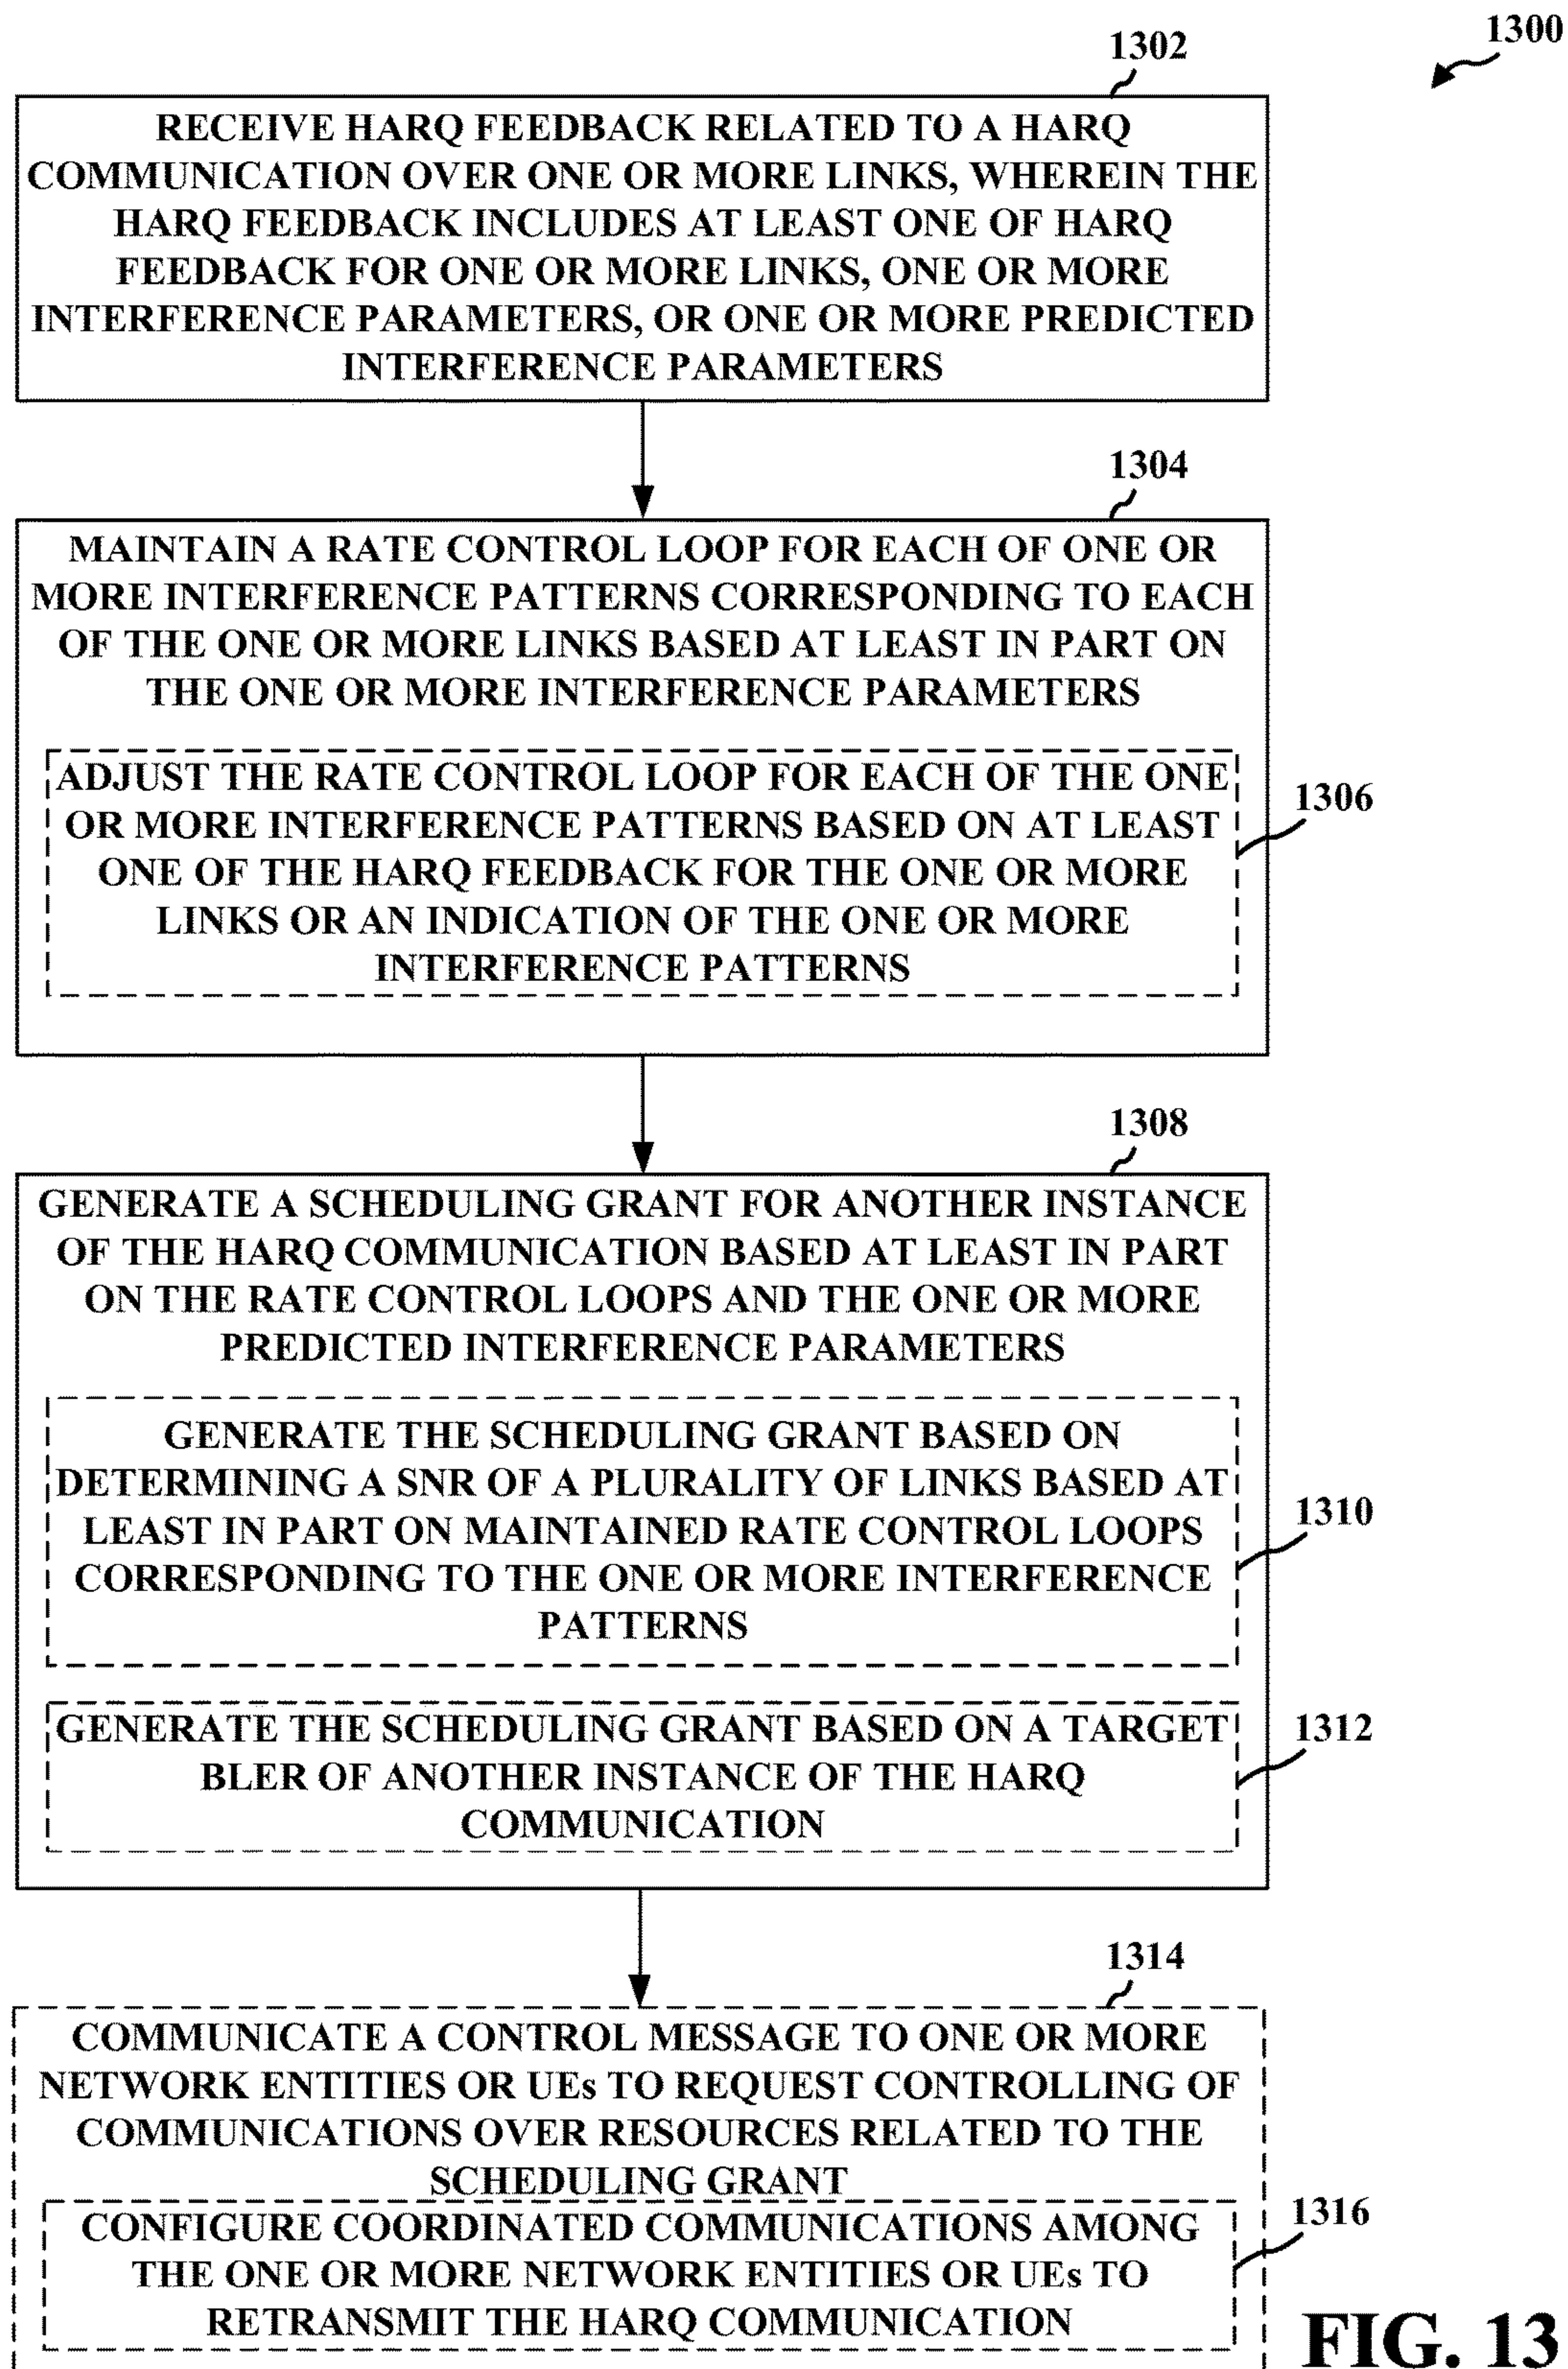 1300
1302
RECEIVE HARQ FEEDBACK RELATED TO A HARQ
COMMUNICATION OVER ONE OR MORE LINKS, WHEREIN THE
HARQ FEEDBACK INCLUDES AT LEAST ONE OF HARQ
FEEDBACK FOR ONE OR MORE LINKS, ONE OR MORE
INTERFERENCE PARAMETERS, OR ONE OR MORE PREDICTED
INTERFERENCE PARAMETERS
1304
MAINTAIN A RATE CONTROL LOOP FOR EACH OF ONE OR
MORE INTERFERENCE PATTERNS CORRESPONDING TO EACH
OF THE ONE OR MORE LINKS BASED AT LEAST IN PART ON
THE ONE OR MORE INTERFERENCE PARAMETERS
ADJUST THE RATE CONTROL LOOP FOR EACH OF THE ONE
OR MORE INTERFERENCE PATTERNS BASED ON AT LEAST
ONE OF THE HARQ FEEDBACK FOR THE ONE OR MORE
LINKS OR AN INDICATION OF THE ONE OR MORE
INTERFERENCE PATTERNS
1306
1308
GENERATE A SCHEDULING GRANT FOR ANOTHER INSTANCE
OF THE HARQ COMMUNICATION BASED AT LEAST IN PART
ON THE RATE CONTROL LOOPS AND THE ONE OR MORE
PREDICTED INTERFERENCE PARAMETERS
GENERATE THE SCHEDULING GRANT BASED ON
DETERMINING A SNR OF A PLURALITY OF LINKS BASED AT
LEAST IN PART ON MAINTAINED RATE CONTROL LOOPS
CORRESPONDING TO THE ONE OR MORE INTERFERENCE
PATTERNS
1310
GENERATE THE SCHEDULING GRANT BASED ON A TARGET
BLER OF ANOTHER INSTANCE OF THE HARQ
COMMUNICATION
1312
1314
COMMUNICATE A CONTROL MESSAGE TO ONE OR MORE
NETWORK ENTITIES OR UEs TO REQUEST CONTROLLING OF
COMMUNICATIONS OVER RESOURCES RELATED TO THE
SCHEDULING GRANT
CONFIGURE COORDINATED COMMUNICATIONS AMONG
THE ONE OR MORE NETWORK ENTITIES OR UEs TO
RETRANSMIT THE HARQ COMMUNICATION
1316
FIG. 13